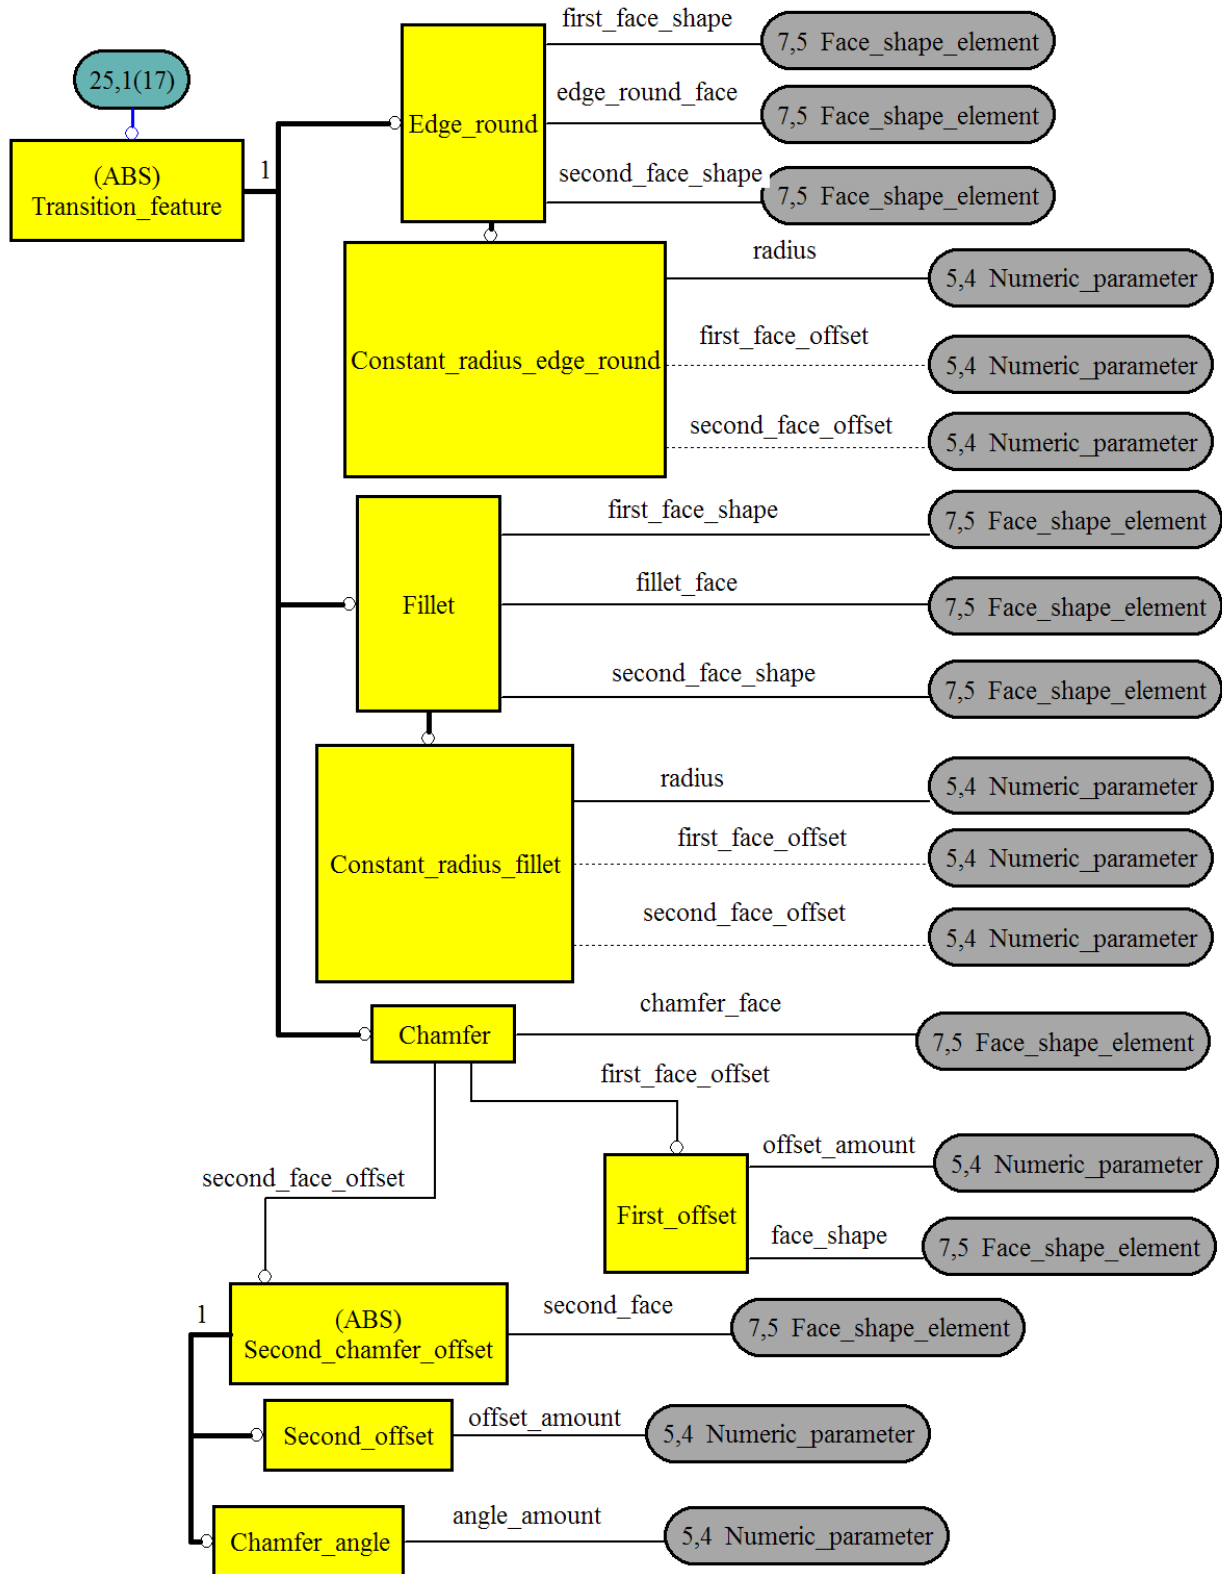 first_face_shape
7,5 Face_shape_element
25,1(17)
edge_round_face
7,5 Face_shape_element
Edge_round
1
(ABS)
Transition_feature
second_face_shape
7,5 Face_shape_element
radius
5,4 Numeric_parameter
first_face_offset
Constant_radius_edge_round
5,4 Numeric_parameter
second_face_offset
5,4 Numeric_parameter
first_face_shape
7,5 Face_shape_element
fillet_face
Fillet
7,5 Face_shape_element
second_face_shape
7,5 Face_shape_element
radius
5,4 Numeric_parameter
first_face_offset
Constant_radius_fillet
5,4 Numeric_parameter
second_face_offset
5,4 Numeric_parameter
chamfer_face
Chamfer
7,5 Face_shape_element
first_face_offset
offset_amount
5,4 Numeric_parameter
second_face_offset
First_offset
face_shape
7,5 Face_shape_element
1
(ABS)
Second_chamfer_offset
second_face
7,5 Face_shape_element
offset_amount
Second_offset
5,4 Numeric_parameter
angle_amount
Chamfer_angle
5,4 Numeric_parameter